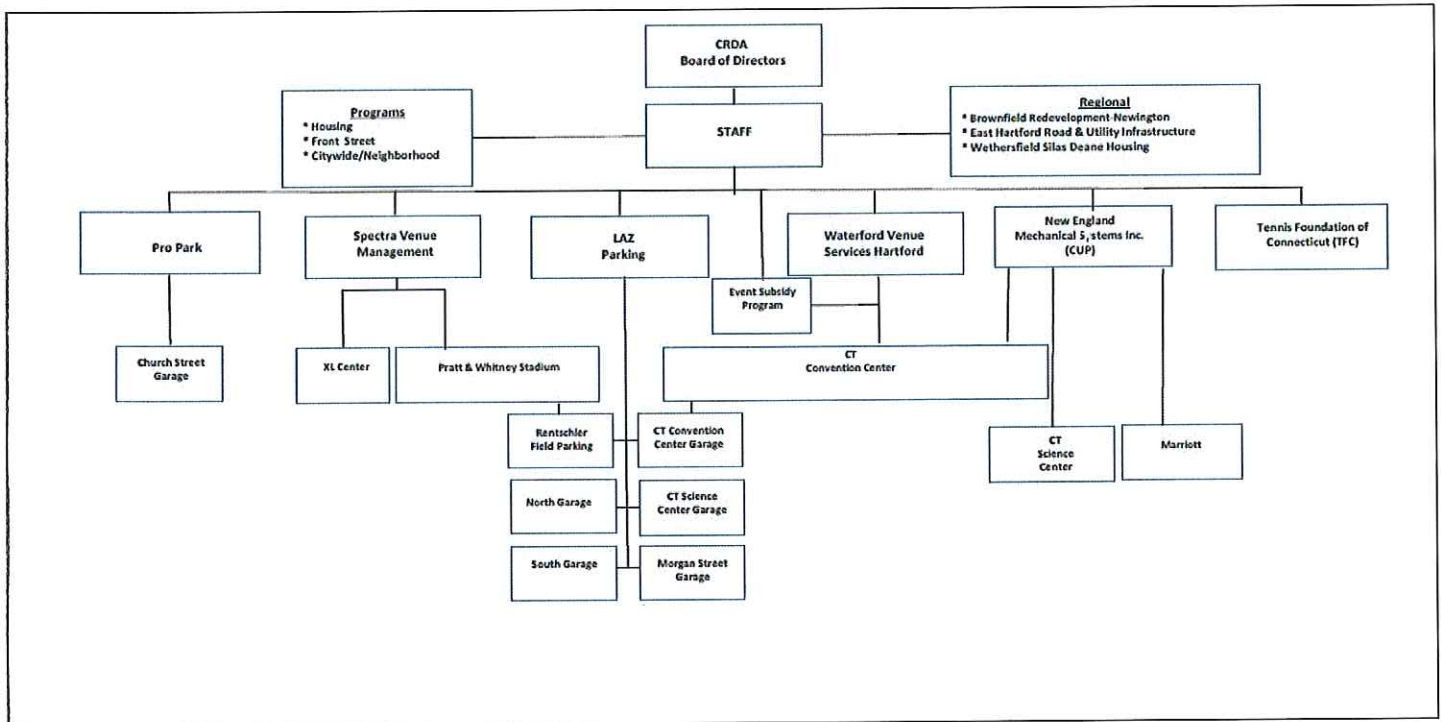 CRDA
Board of Directors
Programs
* Housing
* Front Street
* Citywide/Neighborhood
STAFF
Regional
* Brownfield Redevelopment-Newington
* East Hartford Road & Utility Infrastructure
* Wethersfield Silas Deane Housing
Pro Park
Spectra Venue
Management
LAZ
Parking
Waterford Venue
Services Hartford
New England
Mechanical Systems Inc.
(CUP)
Tennis Foundation of
Connecticut (TFC)
Event Subsidy
Program
Church Street
Garage
XL Center
Pratt & Whitney Stadium
CT
Convention Center
Rentschler
Field Parking
CT Convention
Center Garage
CT
Science
Center
Marriott
North Garage
CT Science
Center Garage
South Garage
Morgan Street
Garage